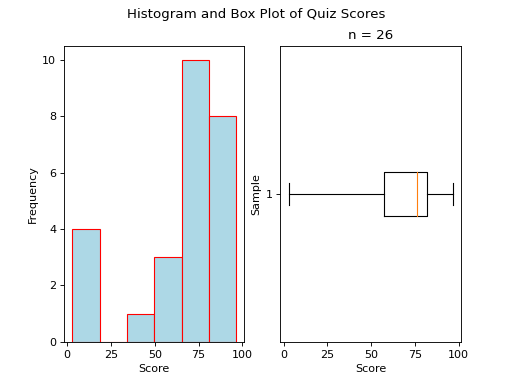 Histogram and Box Plot of Quiz Scores
n = 26
10
8
6
4
2
0
Frequency
0 25 50 75 100
Score
Sample
1
0 25 50 75 100
Score